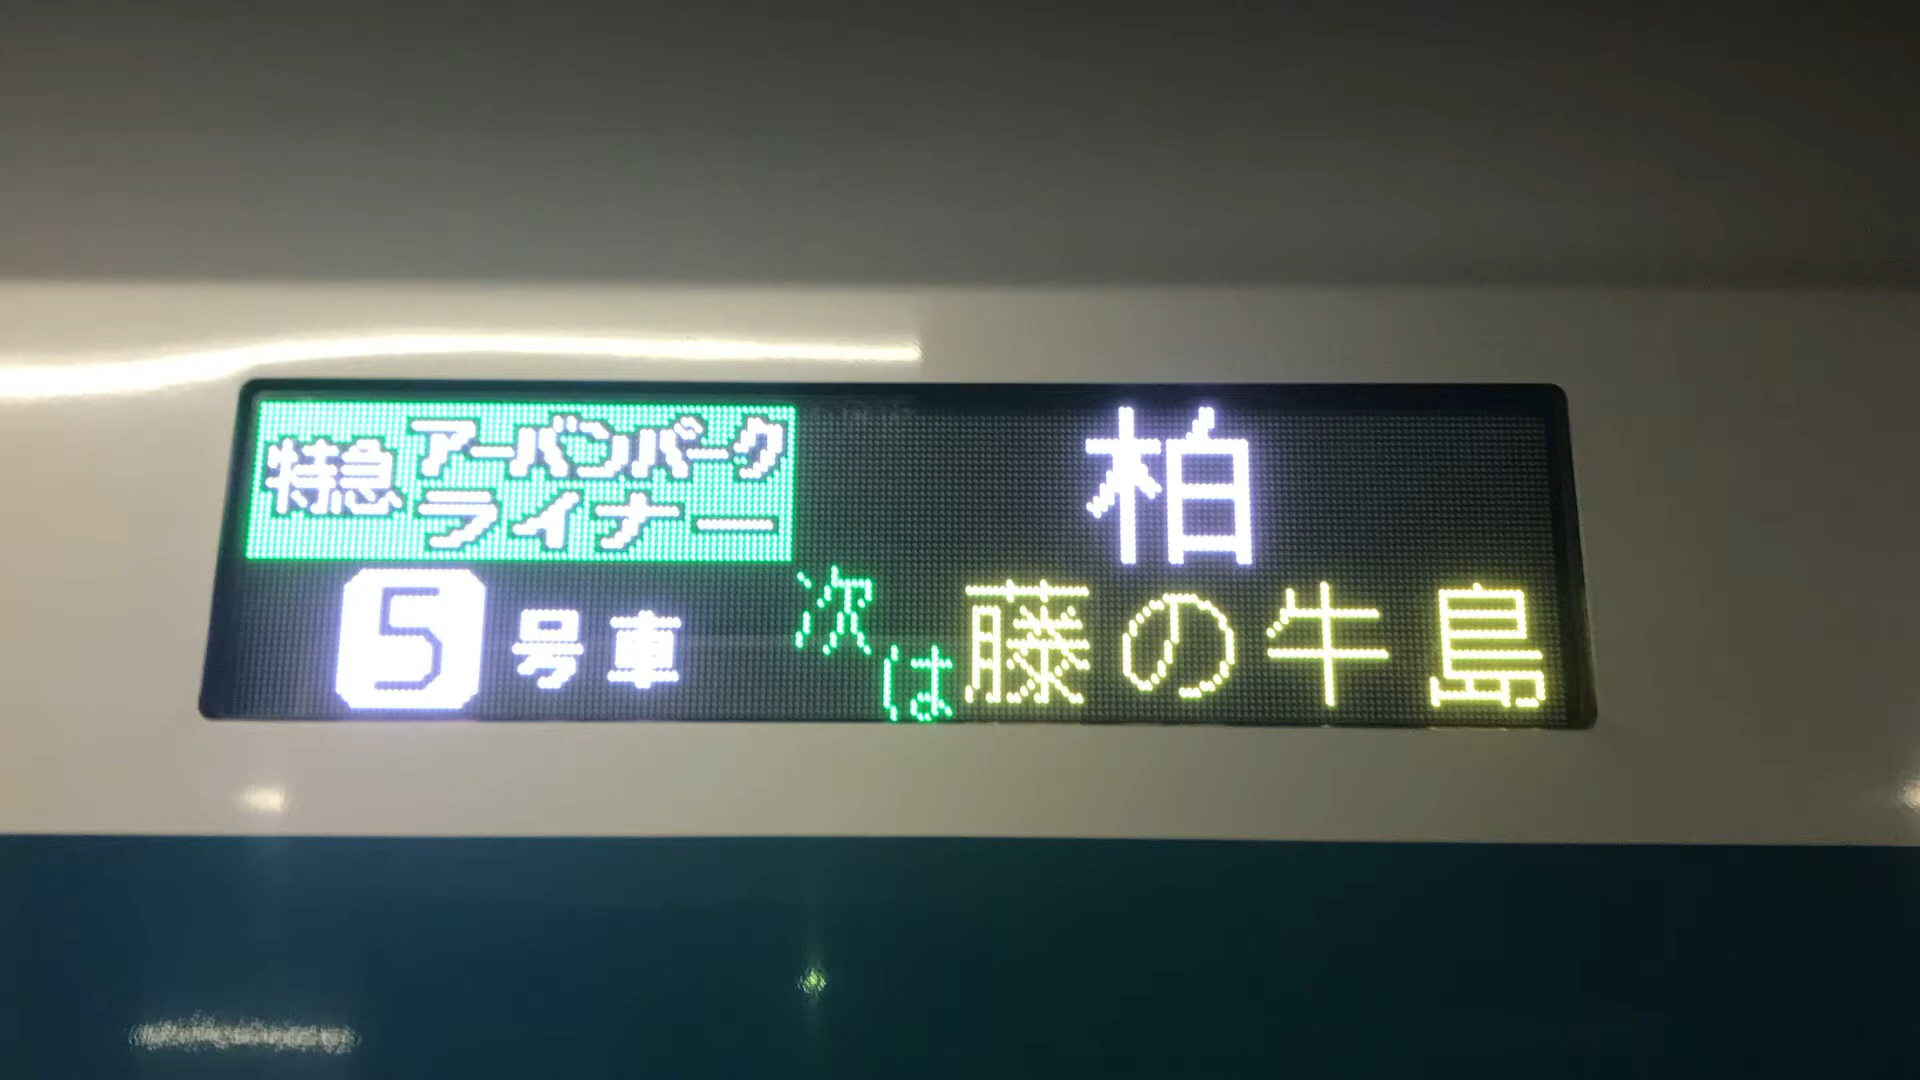 特急 アーバンパーク
ライナー
柏
5号車
次は藤の牛島